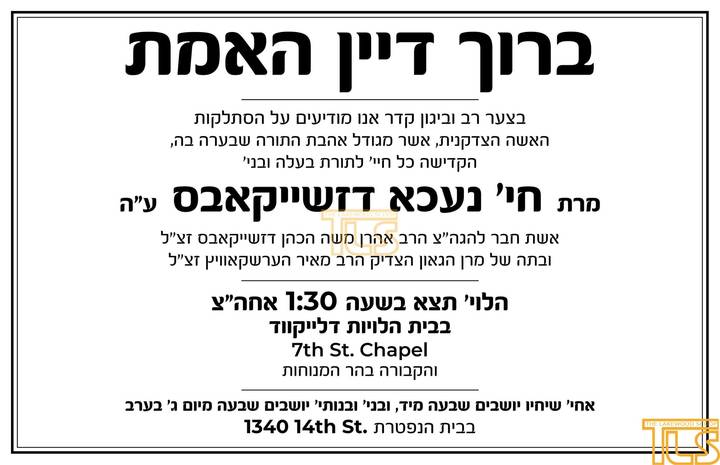 ברוך דיין האמת
בצער רב וביגון קדר אנו מודיעים על הסתלקות
האשה הצדקנית, אשר מגודל אהבת התורה שבערה בה,
הקדישה כל חיי' לתורת בעלה ובני'
מרת חי' נעכא דזשייקאבס ע"ה
אשת חבר להגה"צ הרב אהרן משה הכהן דזשייקאבס זצ"ל
ובתה של מרן הגאון הצדיק הרב מאיר הערשקאוויץ זצ"ל
הלוי' תצא בשעה 1:30 אחה"צ
בבית הלויות דלייקווד
7th St. Chapel
והקבורה בהר המנוחות
אחי' שיחיו יושבים שבעה מיד, ובני' ובנותי' יושבים שבעה מיום ג' בערב
בבית הנפטרת 1340 14th St.
THE LAKEWOOD SCOOP
TLS